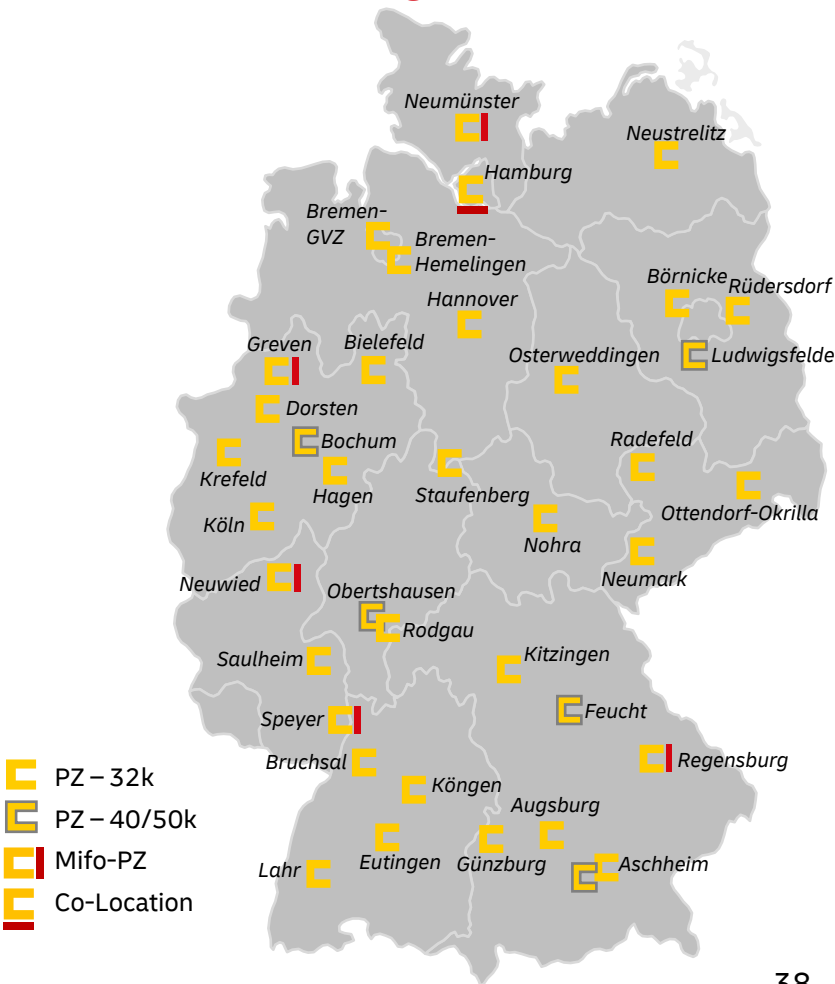 Neumünster
Neustrelitz
Hamburg
Bremen-
GVZ
Bremen-
Hemelingen
Börnicke
Rüdersdorf
Hannover
Greven
Bielefeld
Osterweddingen
Ludwigsfelde
Dorsten
Bochum
Radefeld
Krefeld
Hagen
Staufenberg
Ottendorf-Okrilla
Köln
Nohra
Neumark
Neuwied
Obertshausen
Rodgau
Saulheim
Kitzingen
Speyer
Feucht
Bruchsal
Regensburg
Köngen
Augsburg
Lahr
Eutingen
Günzburg
Aschheim
PZ – 32k
PZ – 40/50k
Mifo-PZ
Co-Location
38